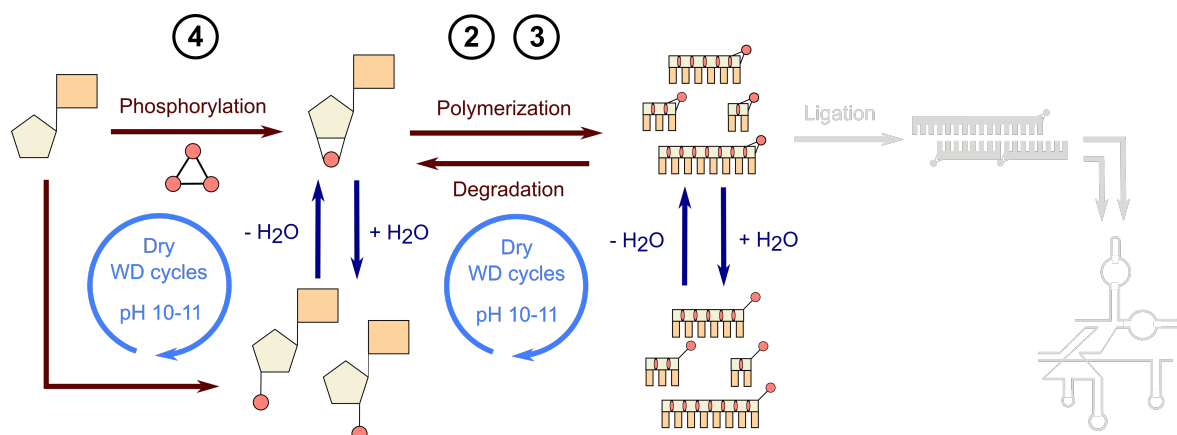 4
2 3
Phosphorylation
Polymerization
Ligation
Degradation
- H2O
+ H2O
- H2O
+ H2O
Dry
WD cycles
pH 10-11
Dry
WD cycles
pH 10-11